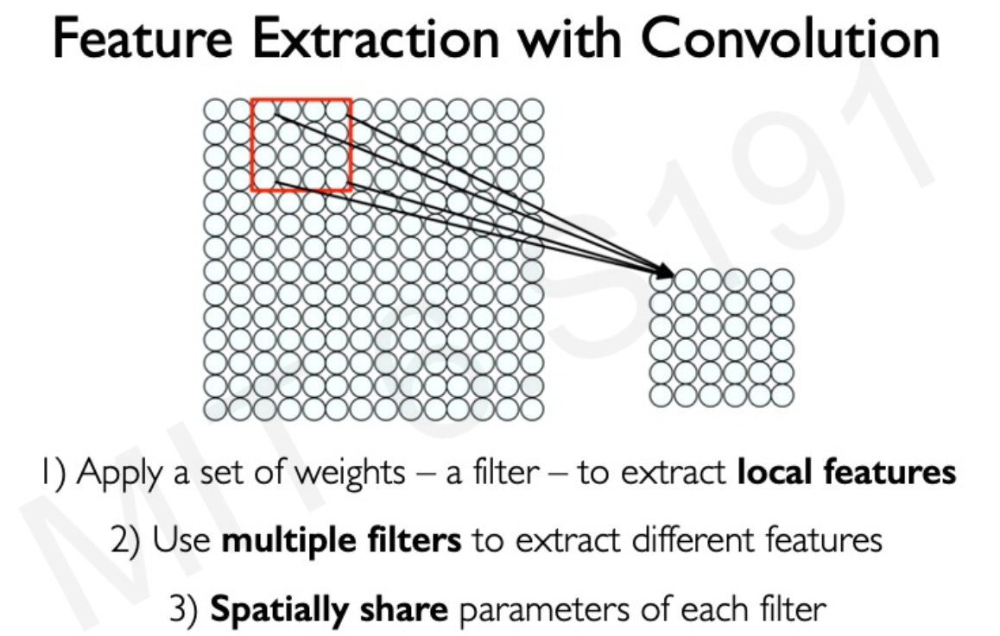 Feature Extraction with Convolution
MIT 6.S191
1) Apply a set of weights – a filter – to extract local features
2) Use multiple filters to extract different features
3) Spatially share parameters of each filter